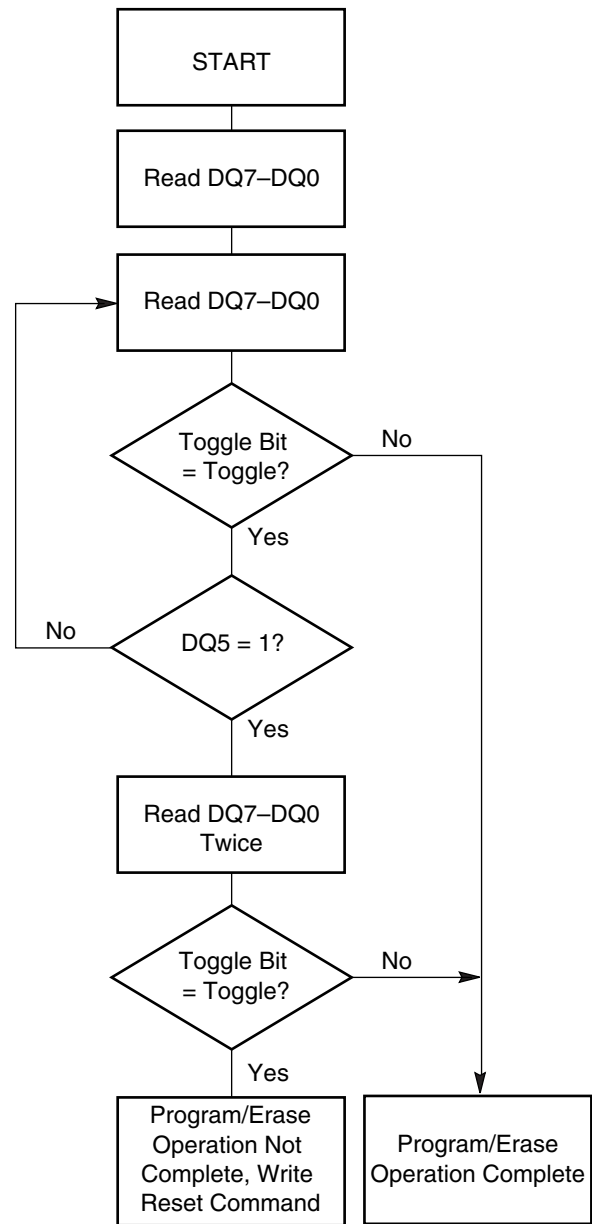 START
Read DQ7–DQ0
Read DQ7–DQ0
Toggle Bit
= Toggle?
No
Yes
DQ5 = 1?
No
Yes
Read DQ7–DQ0
Twice
Toggle Bit
= Toggle?
No
Yes
Program/Erase
Operation Not
Complete, Write
Reset Command
Program/Erase
Operation Complete